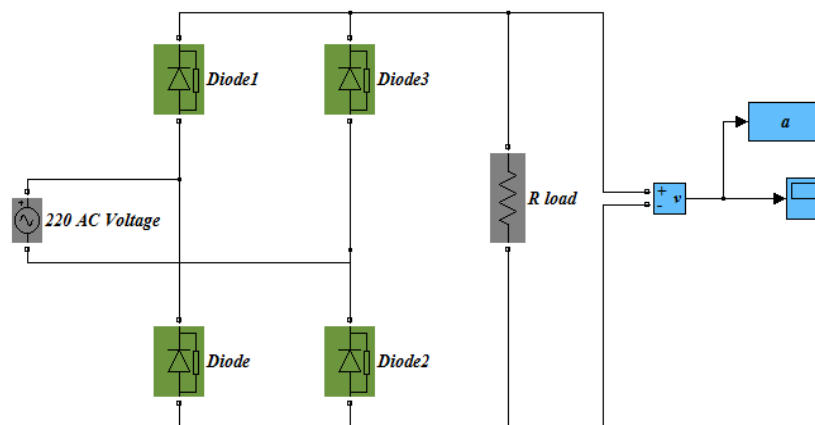 Diode1
Diode3
a
R load
+
-
v
+
220 AC Voltage
Diode
Diode2